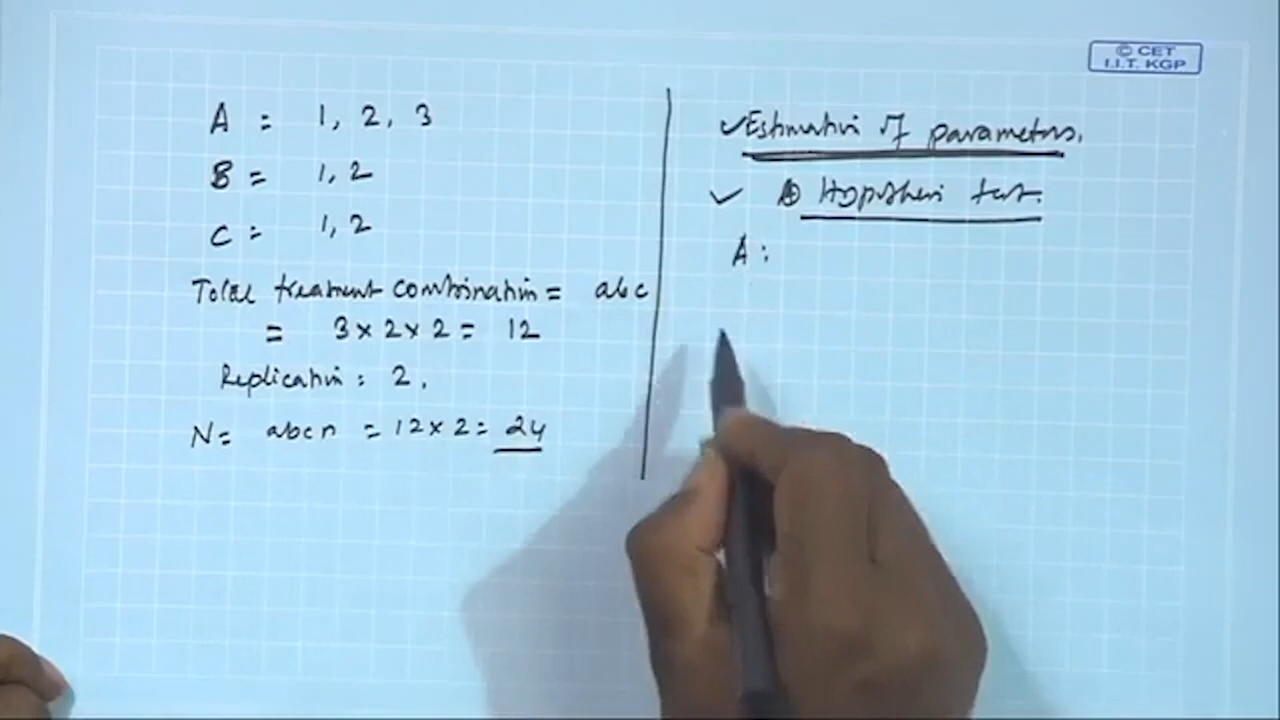 © CET
I.I.T. KGP
A = 1, 2, 3
B = 1, 2
C = 1, 2
Total treatment combination = abc
= 3 × 2 × 2 = 12
Replication : 2,
N = abcn = 12 × 2 = 24
✓ Estimation of parameters.
✓ Hypothesis test.
A :